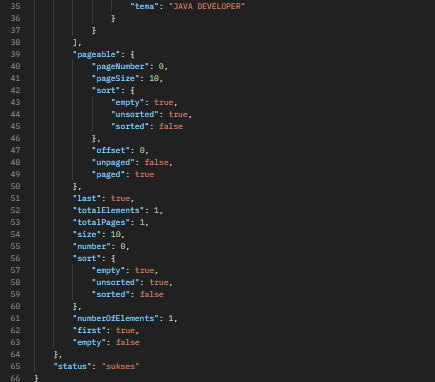 35 "tema": "JAVA DEVELOPER"
36 }
37 }
38 ],
39 "pageable": {
40 "pageNumber": 0,
41 "pageSize": 10,
42 "sort": {
43 "empty": true,
44 "unsorted": true,
45 "sorted": false
46 },
47 "offset": 0,
48 "unpaged": false,
49 "paged": true
50 },
51 "last": true,
52 "totalElements": 1,
53 "totalPages": 1,
54 "size": 10,
55 "number": 0,
56 "sort": {
57 "empty": true,
58 "unsorted": true,
59 "sorted": false
60 },
61 "numberOfElements": 1,
62 "first": true,
63 "empty": false
64 },
65 "status": "sukses"
66 }